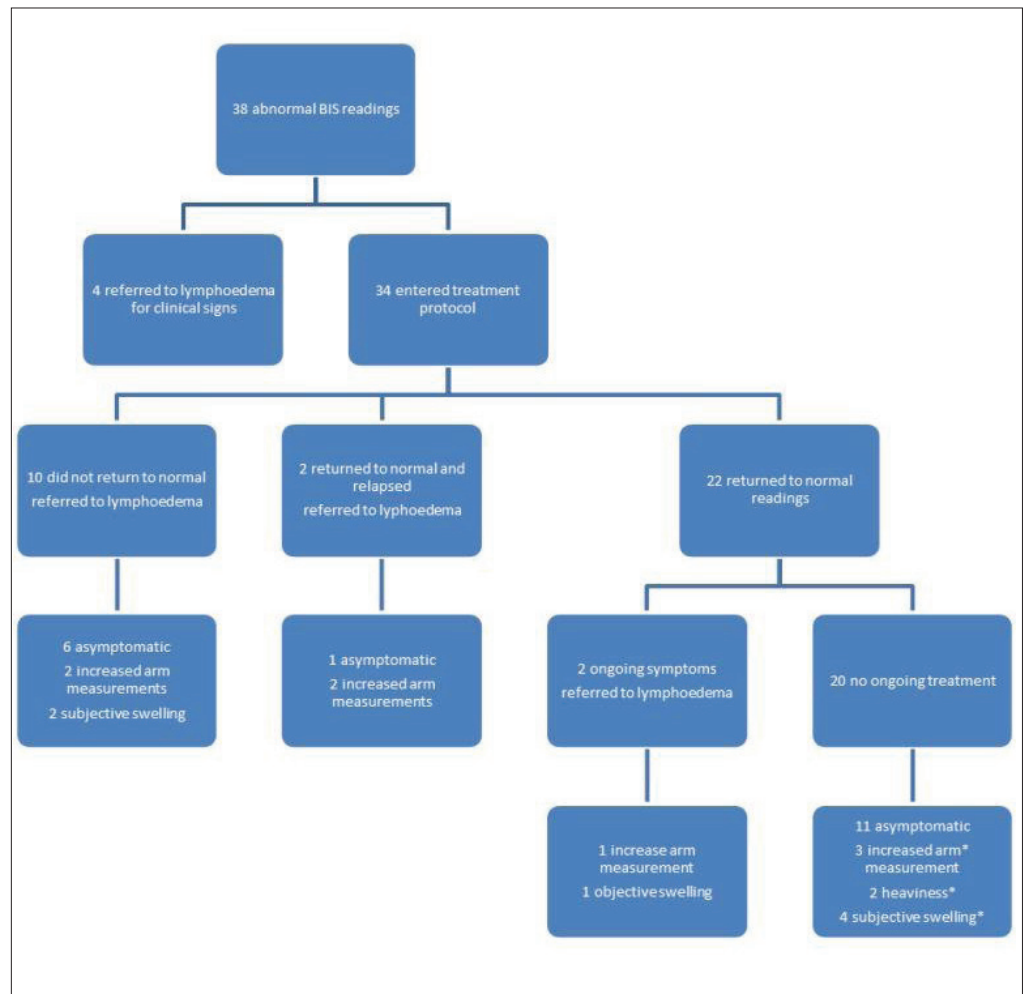 38 abnormal BIS readings
4 referred to lymphoedema
for clinical signs
34 entered treatment
protocol
10 did not return to normal
referred to lymphoedema
2 returned to normal and
relapsed
referred to lyphoedema
22 returned to normal
readings
6 asymptomatic
2 increased arm
measurements
2 subjective swelling
1 asymptomatic
2 increased arm
measurements
2 ongoing symptoms
referred to lymphoedema
20 no ongoing treatment
1 increase arm
measurement
1 objective swelling
11 asymptomatic
3 increased arm*
measurement
2 heaviness*
4 subjective swelling*